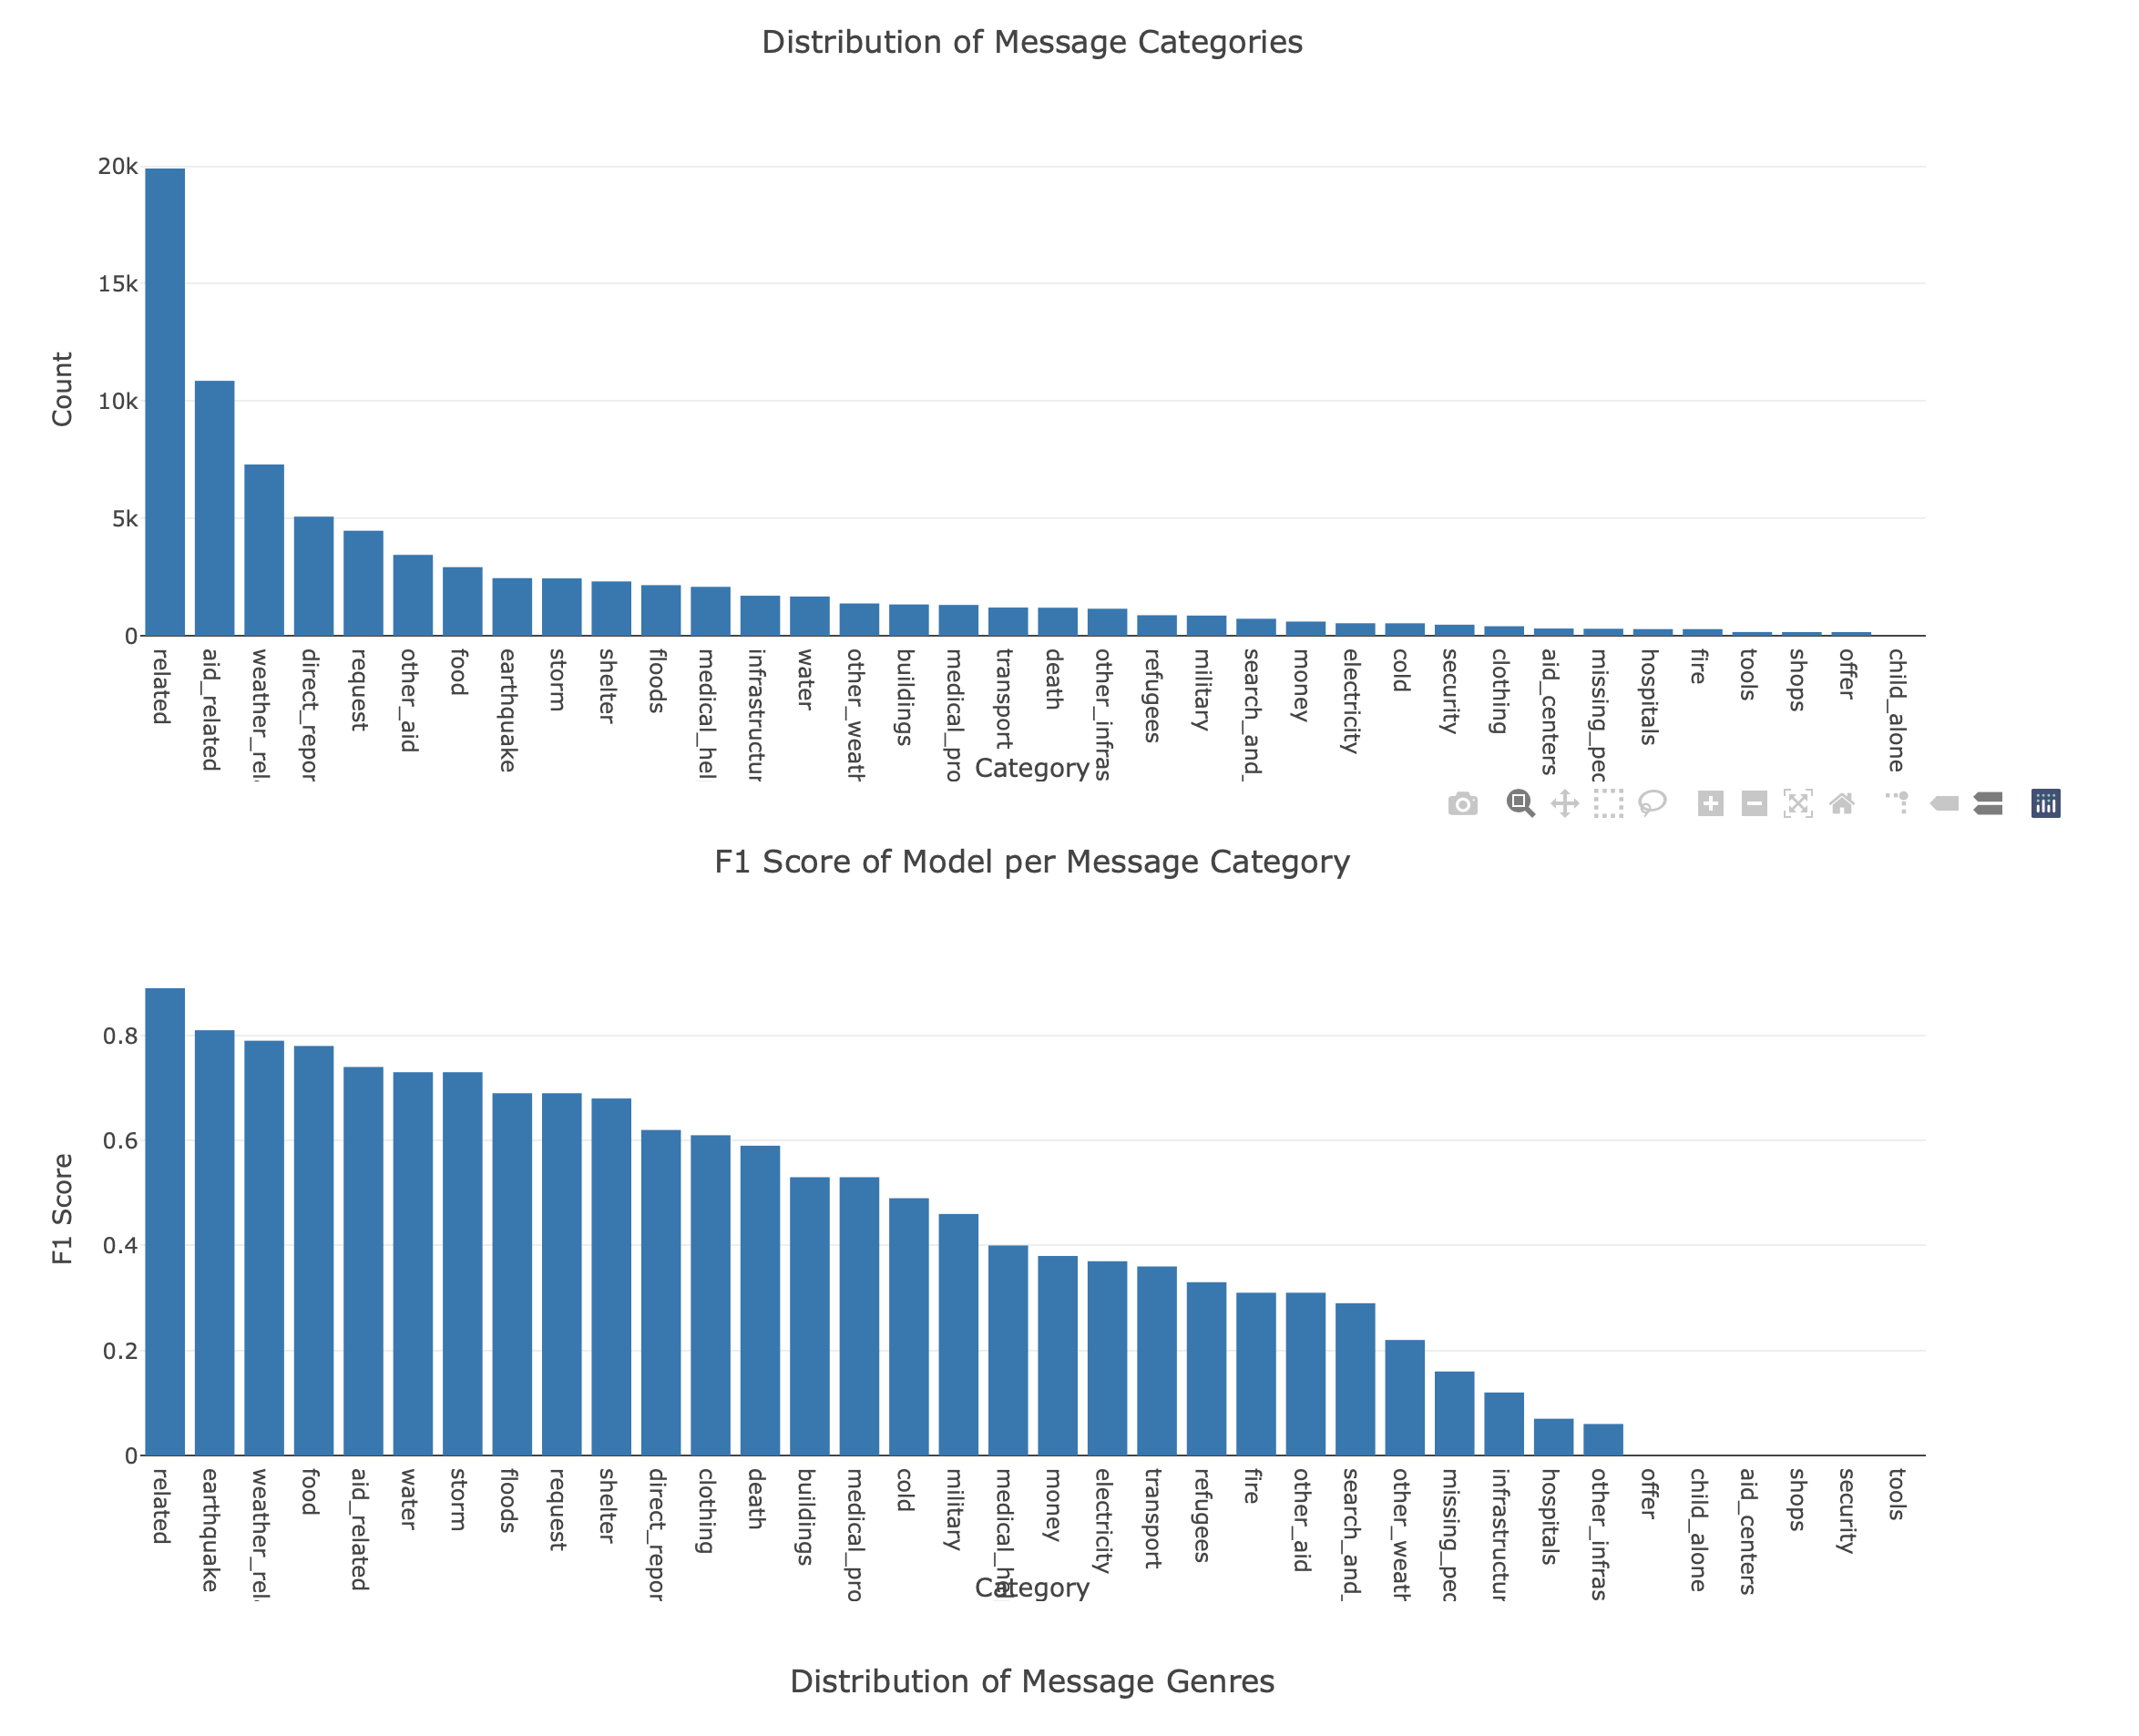 Distribution of Message Categories
20k
15k
10k
5k
0
Count
related
aid_related
weather_rel
direct_repor
request
other_aid
food
earthquake
storm
shelter
floods
medical_hel
infrastructur
water
other_weath
buildings
medical_pro
transport
death
other_infras
refugees
military
search_and_
money
electricity
cold
security
clothing
aid_centers
missing_pec
hospitals
fire
tools
shops
offer
child_alone
Category
F1 Score of Model per Message Category
0.8
0.6
0.4
0.2
0
F1 Score
related
earthquake
weather_rel
food
aid_related
water
storm
floods
request
shelter
direct_repor
clothing
death
buildings
medical_pro
cold
military
medical_hel
money
electricity
transport
refugees
fire
other_aid
search_and_
other_weath
missing_pec
infrastructur
hospitals
other_infras
offer
child_alone
aid_centers
shops
security
tools
Category
Distribution of Message Genres